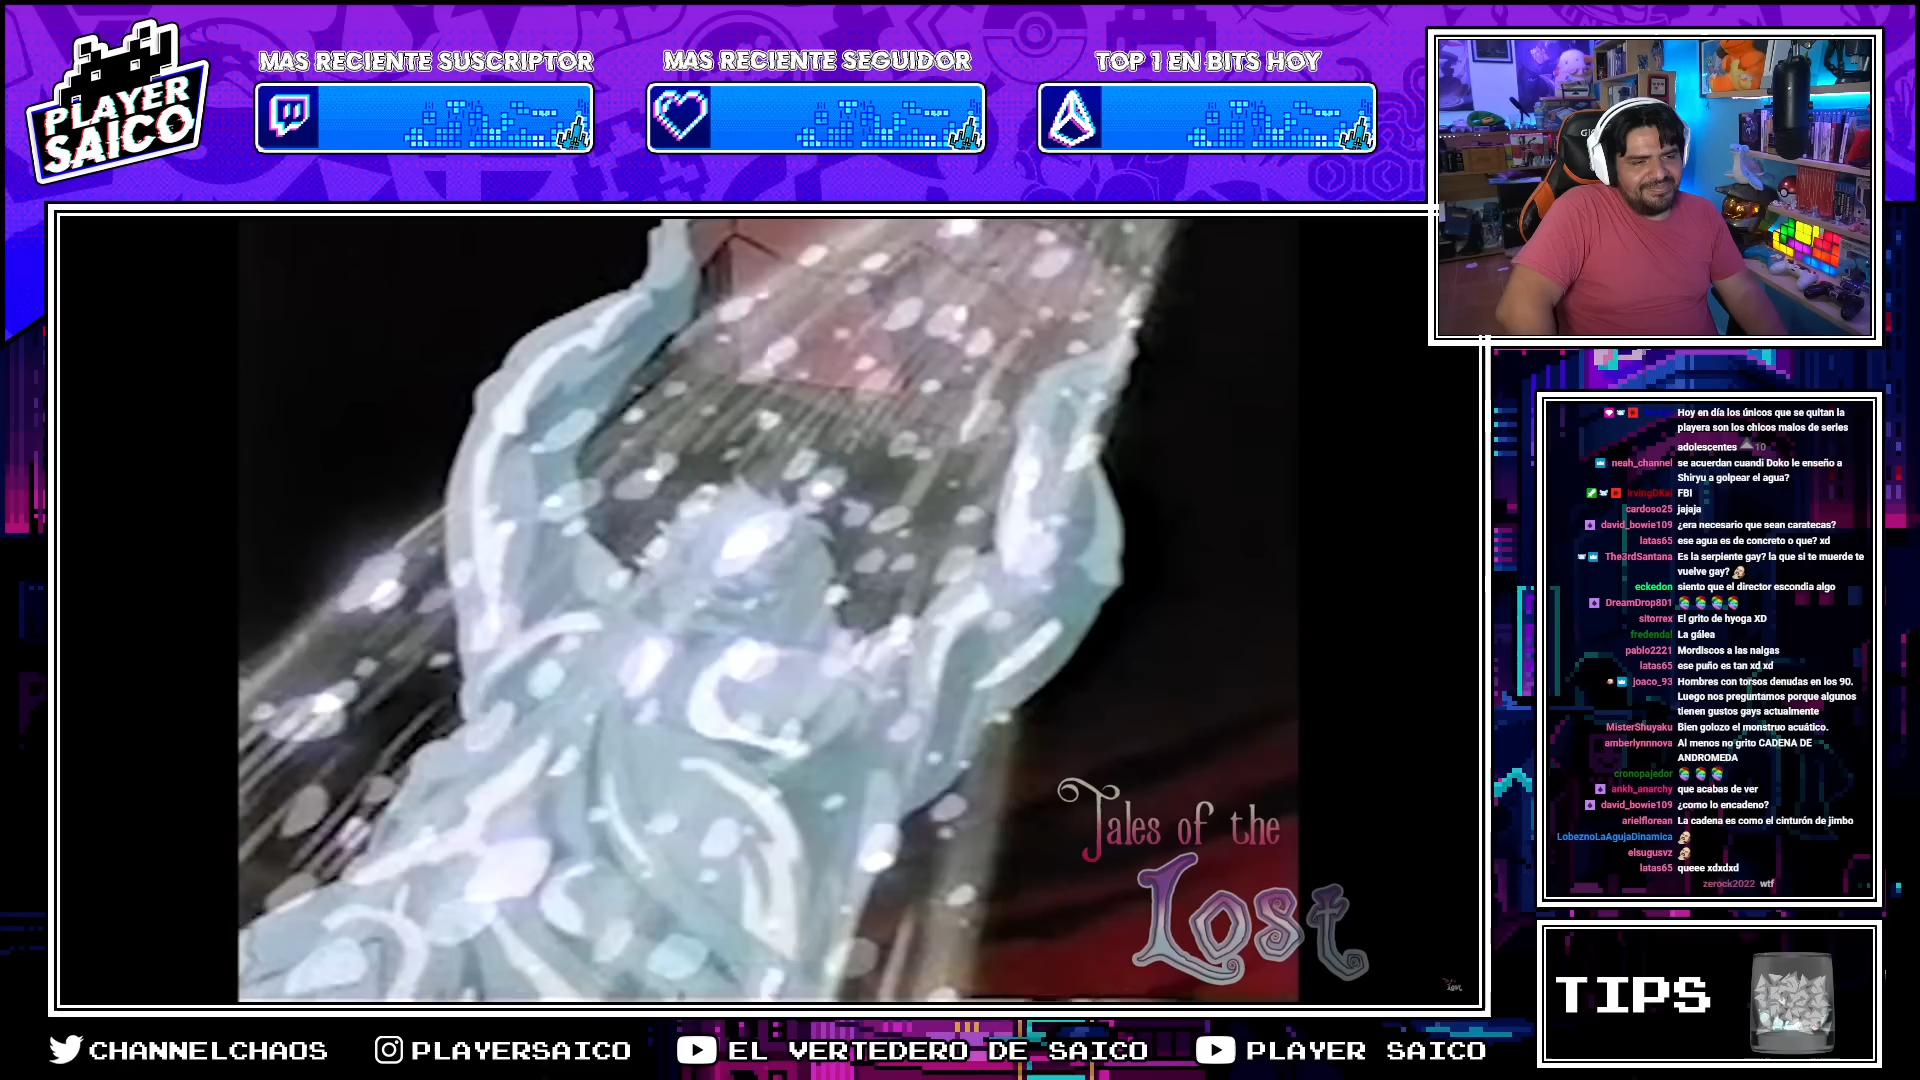 PLAYER
SAICO
MAS RECIENTE SUSCRIPTOR
MAS RECIENTE SEGUIDOR
TOP 1 EN BITS HOY
Hoy en día los únicos que se quitan la
playera son los chicos malos de series
adolescentes 10
neah_channel se acuerdan cuandi Doko le enseño a
Shiryu a golpear el agua?
IrvingDKai FBI
cardoso25 jajaja
david_bowie109 ¿era necesario que sean caratecas?
latas65 ese agua es de concreto o que? xd
The3rdSantana Es la serpiente gay? la que si te muerde te
vuelve gay?
eckedon siento que el director escondia algo
DreamDrop801
sitorrex El grito de hyoga XD
fredendal La gálea
pablo2221 Mordiscos a las nalgas
latas65 ese puño es tan xd xd
joaco_93 Hombres con torsos denudas en los 90.
Luego nos preguntamos porque algunos
tienen gustos gays actualmente
MisterShuyaku Bien golozo el monstruo acuático.
amberlynnnova Al menos no grito CADENA DE
ANDROMEDA
cronopajedor
ankh_anarchy que acabas de ver
david_bowie109 ¿como lo encadeno?
arielflorean La cadena es como el cinturón de jimbo
LobeznoLaAgujaDinamica
elsugusvz
latas65 queee xdxdxd
zerock2022 wtf
Tales of the
Lost
TIPS
CHANNELCHAOS
PLAYERSAICO
EL VERTEDERO DE SAICO
PLAYER SAICO